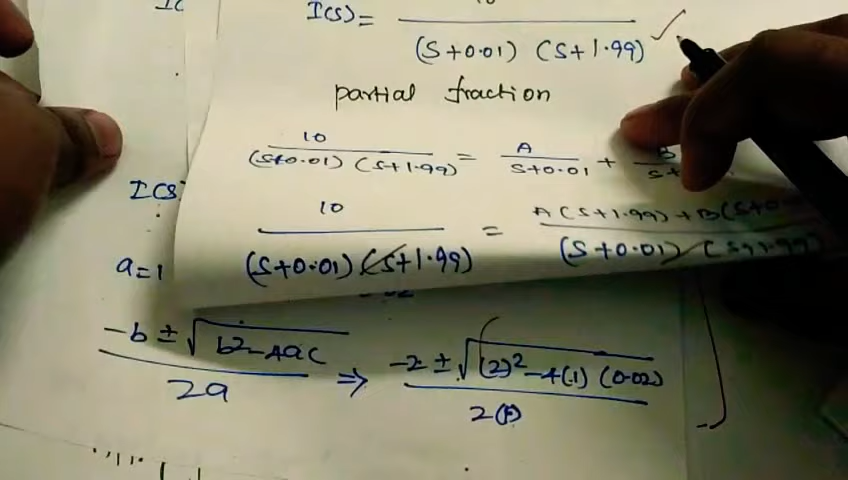 I(
I(S) = 10 / (S+0.01) (S+1.99) ✓
partial fraction
10 / (S+0.01) (S+1.99) = A / S+0.01 + B / S+
I(S)
10 / (S+0.01) (S+1.99) = A(S+1.99) + B(S+0 / (S+0.01) (S+1.99)
a=1
-b ± √b²-4ac / 2a ⇒ -2 ± √(2)²-4(1) (0.02) / 2(1)